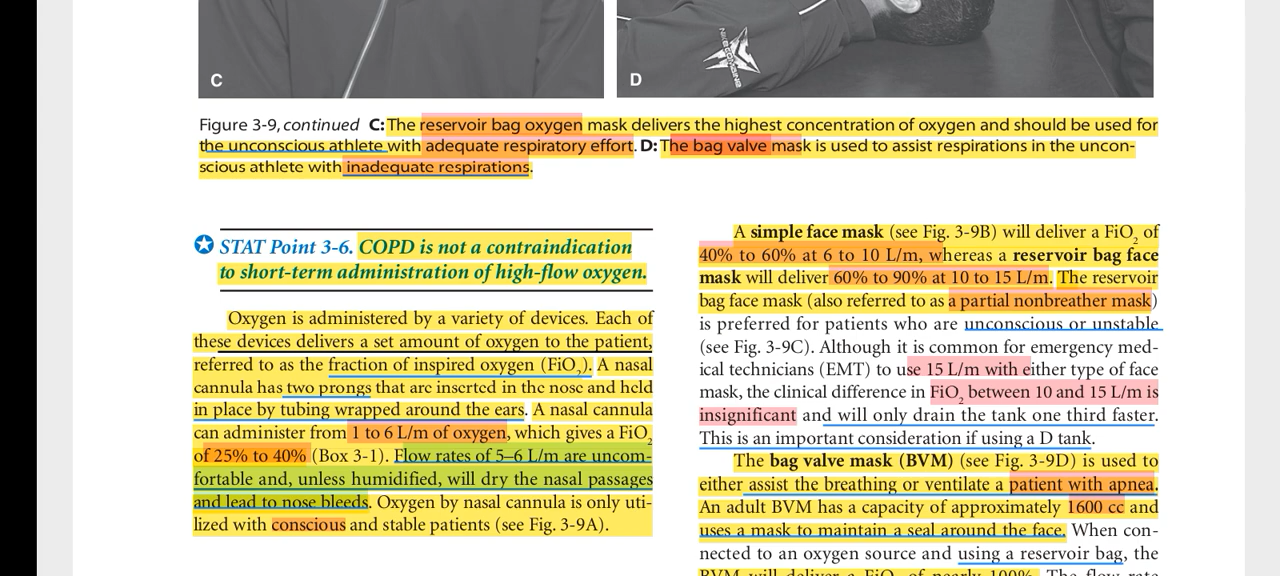 C
D
Figure 3-9, continued C: The reservoir bag oxygen mask delivers the highest concentration of oxygen and should be used for
the unconscious athlete with adequate respiratory effort. D: The bag valve mask is used to assist respirations in the uncon-
scious athlete with inadequate respirations.
STAT Point 3-6. COPD is not a contraindication
to short-term administration of high-flow oxygen.
Oxygen is administered by a variety of devices. Each of
these devices delivers a set amount of oxygen to the patient,
referred to as the fraction of inspired oxygen (FiO₂). A nasal
cannula has two prongs that are inserted in the nose and held
in place by tubing wrapped around the ears. A nasal cannula
can administer from 1 to 6 L/m of oxygen, which gives a FiO₂
of 25% to 40% (Box 3-1). Flow rates of 5–6 L/m are uncom-
fortable and, unless humidified, will dry the nasal passages
and lead to nose bleeds. Oxygen by nasal cannula is only uti-
lized with conscious and stable patients (see Fig. 3-9A).
A simple face mask (see Fig. 3-9B) will deliver a FiO₂ of
40% to 60% at 6 to 10 L/m, whereas a reservoir bag face
mask will deliver 60% to 90% at 10 to 15 L/m. The reservoir
bag face mask (also referred to as a partial nonbreather mask)
is preferred for patients who are unconscious or unstable
(see Fig. 3-9C). Although it is common for emergency med-
ical technicians (EMT) to use 15 L/m with either type of face
mask, the clinical difference in FiO₂ between 10 and 15 L/m is
insignificant and will only drain the tank one third faster.
This is an important consideration if using a D tank.
The bag valve mask (BVM) (see Fig. 3-9D) is used to
either assist the breathing or ventilate a patient with apnea.
An adult BVM has a capacity of approximately 1600 cc and
uses a mask to maintain a seal around the face. When con-
nected to an oxygen source and using a reservoir bag, the
BVM will deliver a FiO₂ of nearly 100%. The flow rate